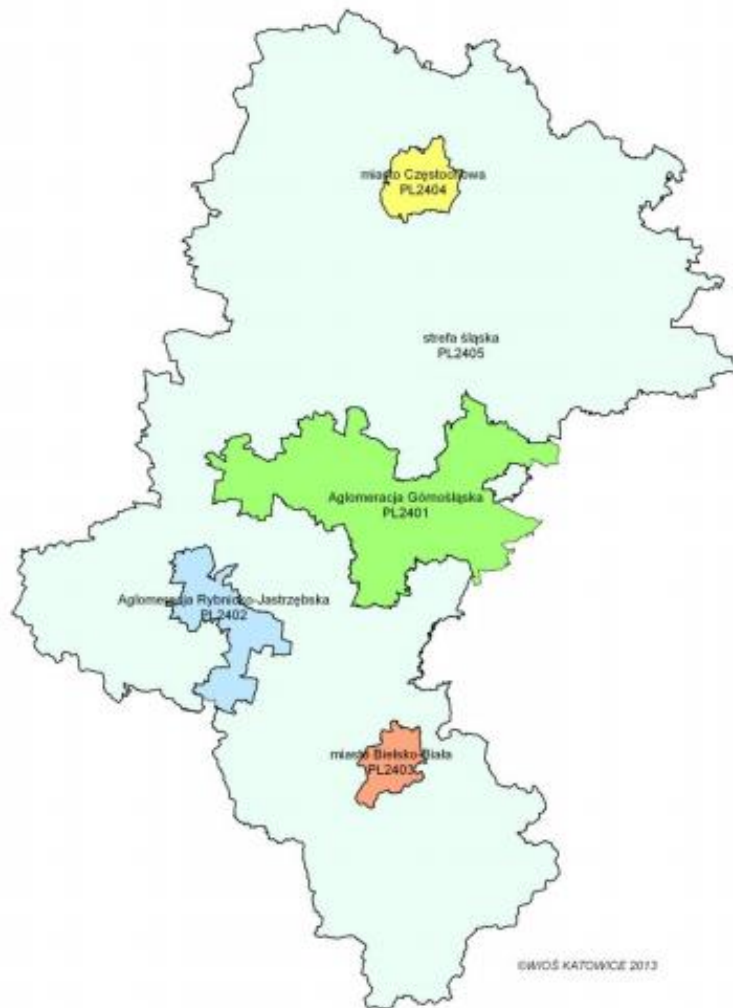 miasto Częstochowa
PL2404
strefa śląska
PL2405
Aglomeracja Górnośląska
PL2401
Aglomeracja Rybnicko-Jastrzębska
PL2402
miasto Bielsko-Biała
PL2403
©WIOŚ KATOWICE 2013